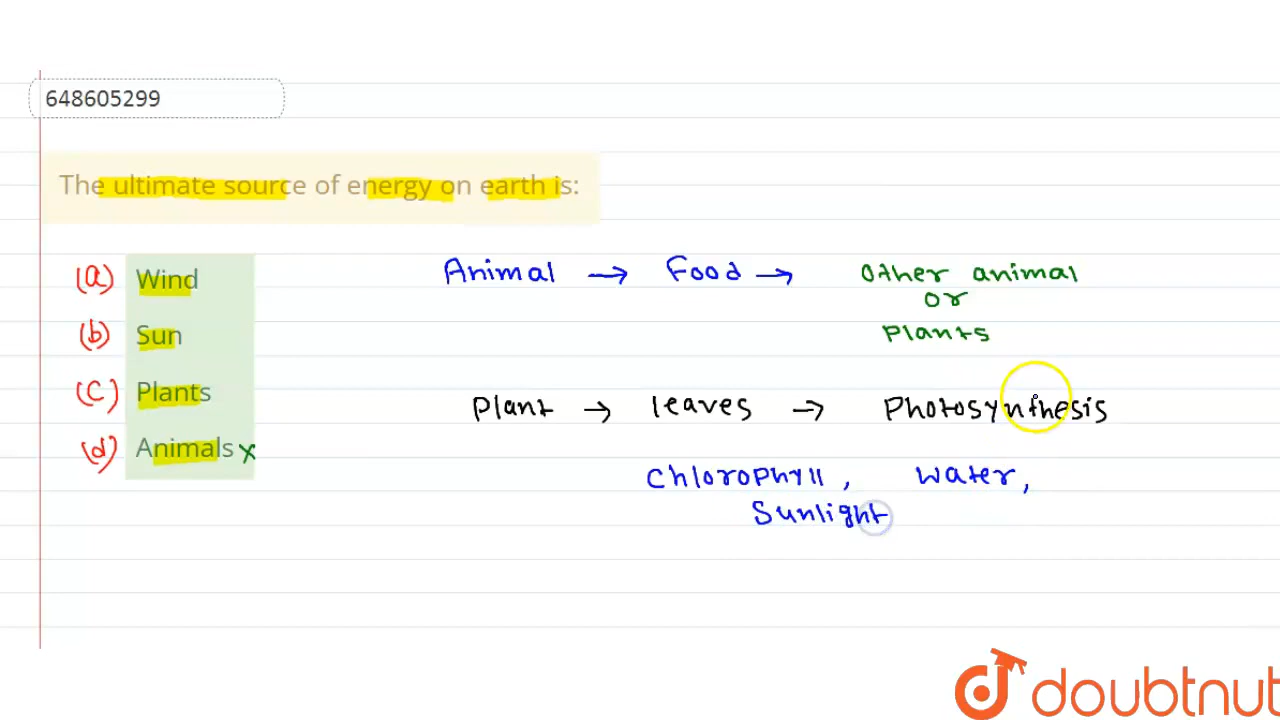 648605299
The ultimate source of energy on earth is:
(a) Wind
(b) Sun
(C) Plants
(d) Animals x
Animal → Food → Other animal
or
Plants
Plant → leaves → Photosynthesis
Chlorophyll, water,
Sunlight
doubtnut